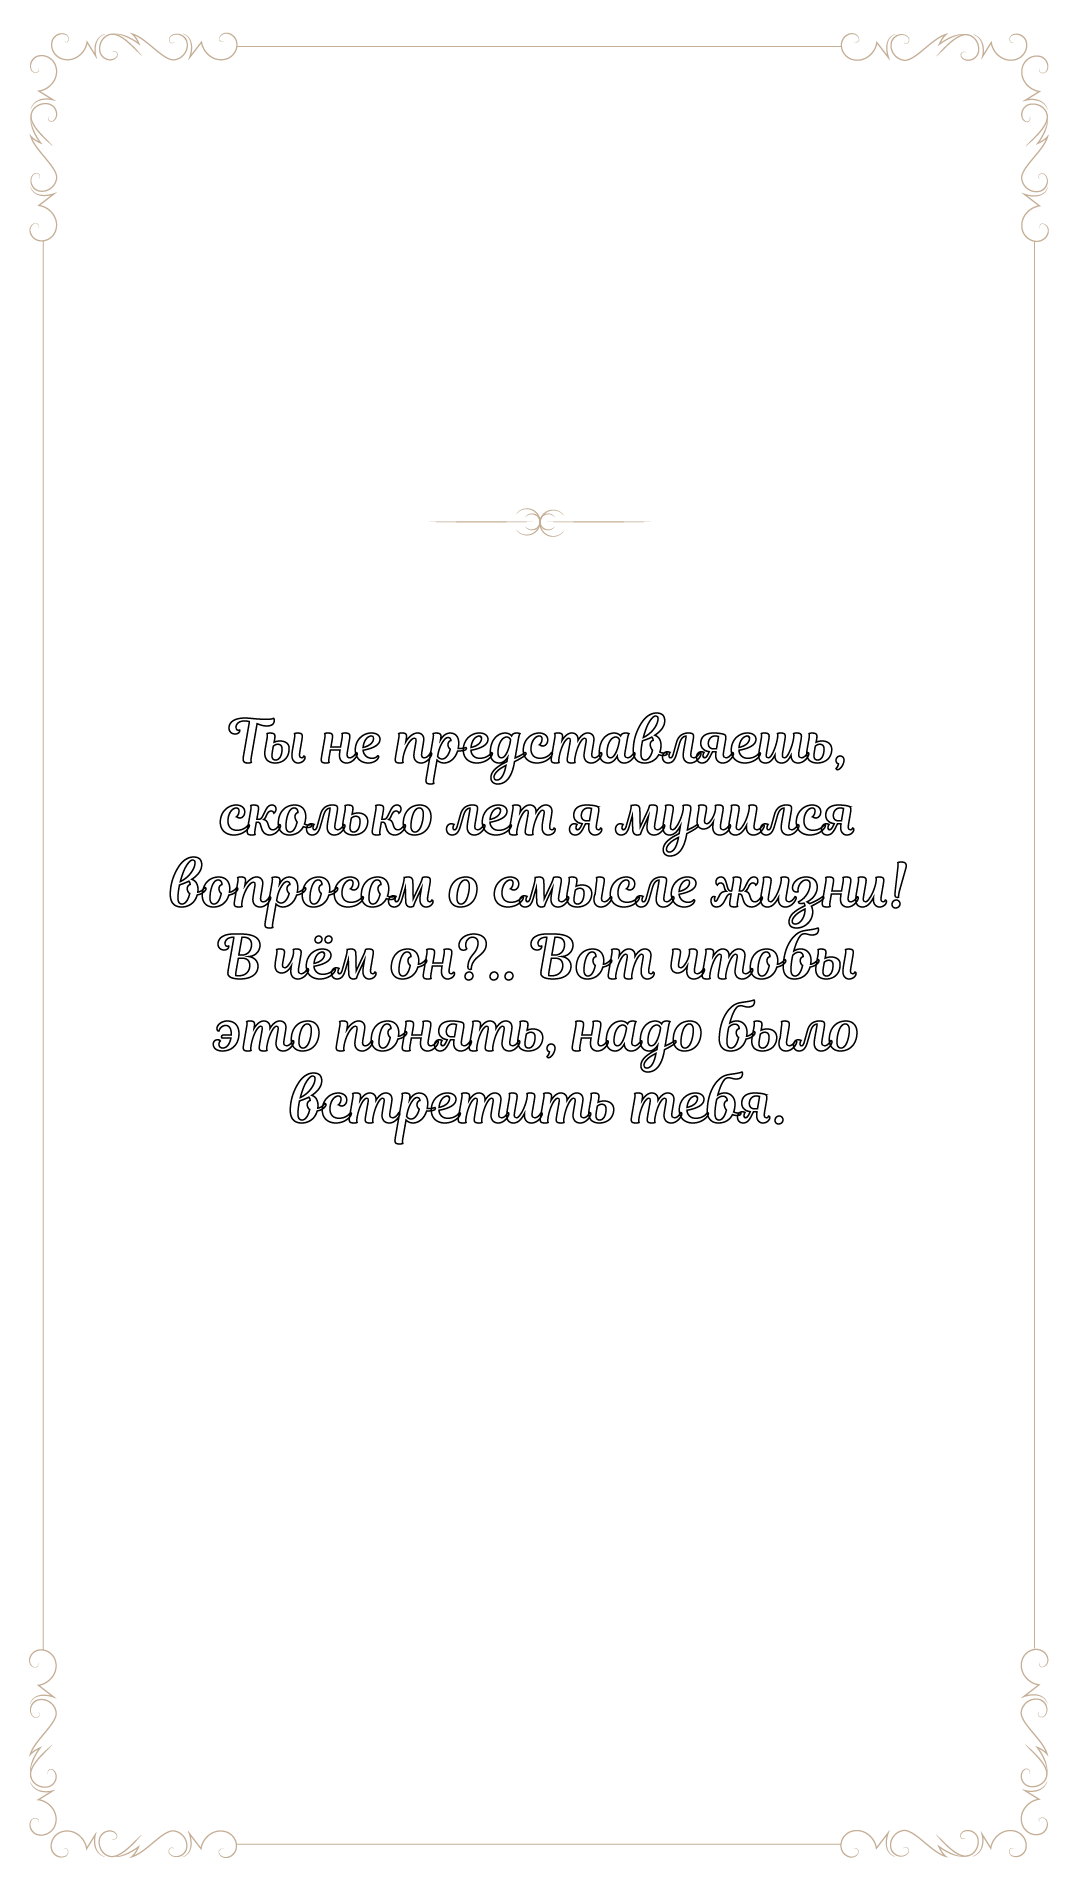 Ты не представляешь,
сколько лет я мучился
вопросом о смысле жизни!
В чём он?.. Вот чтобы
это понять, надо было
встретить тебя.